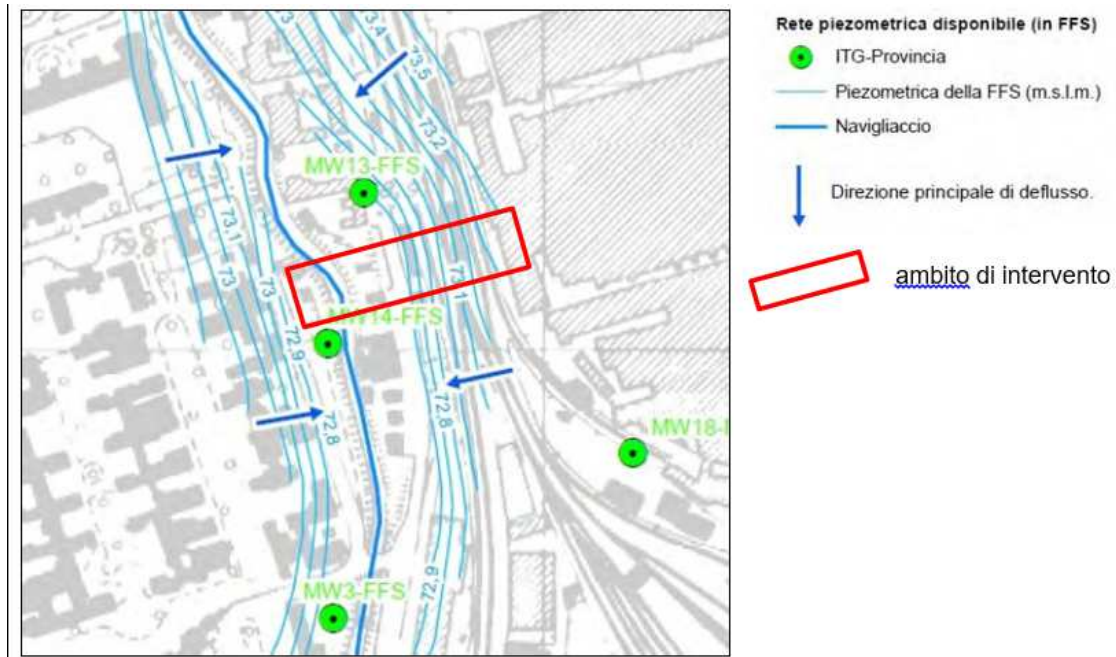 Rete piezometrica disponibile (in FFS)
ITG-Provincia
Piezometrica della FFS (m.s.l.m.)
Navigliaccio
Direzione principale di deflusso.
ambito di intervento
73
73,4
73,5
73.2
MW13-FFS
73.1
73
73
73.1
72,9
MW14-FFS
72,8
72.8
MW18-
MW3-FFS
72,9